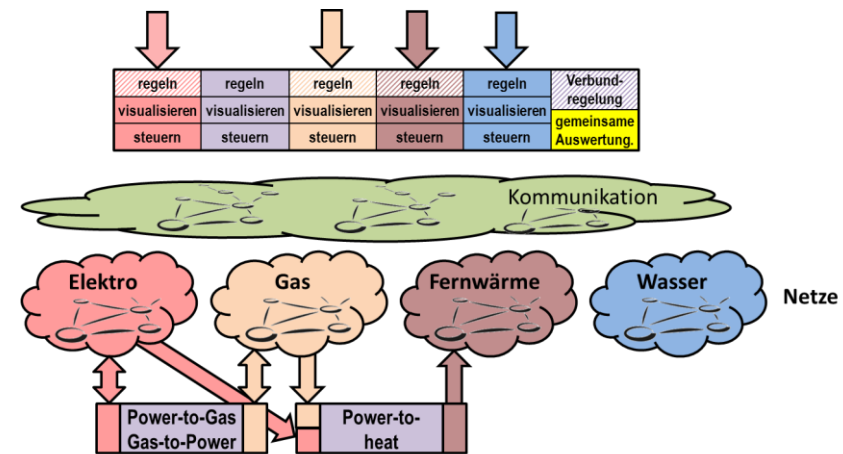 regeln regeln regeln regeln regeln Verbund-
regelung
visualisieren visualisieren visualisieren visualisieren visualisieren
gemeinsame
steuern steuern steuern steuern steuern Auswertung.
Kommunikation
Elektro Gas Fernwärme Wasser
Netze
Power-to-Gas
Gas-to-Power
Power-to-
heat